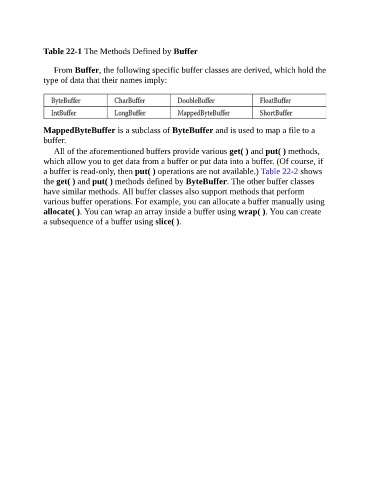 Table 22-1 The Methods Defined by Buffer
From Buffer, the following specific buffer classes are derived, which hold the
type of data that their names imply:
ByteBuffer CharBuffer DoubleBuffer FloatBuffer
IntBuffer LongBuffer MappedByteBuffer ShortBuffer
MappedByteBuffer is a subclass of ByteBuffer and is used to map a file to a
buffer.
All of the aforementioned buffers provide various get( ) and put( ) methods,
which allow you to get data from a buffer or put data into a buffer. (Of course, if
a buffer is read-only, then put( ) operations are not available.) Table 22-2 shows
the get( ) and put( ) methods defined by ByteBuffer. The other buffer classes
have similar methods. All buffer classes also support methods that perform
various buffer operations. For example, you can allocate a buffer manually using
allocate( ). You can wrap an array inside a buffer using wrap( ). You can create
a subsequence of a buffer using slice( ).